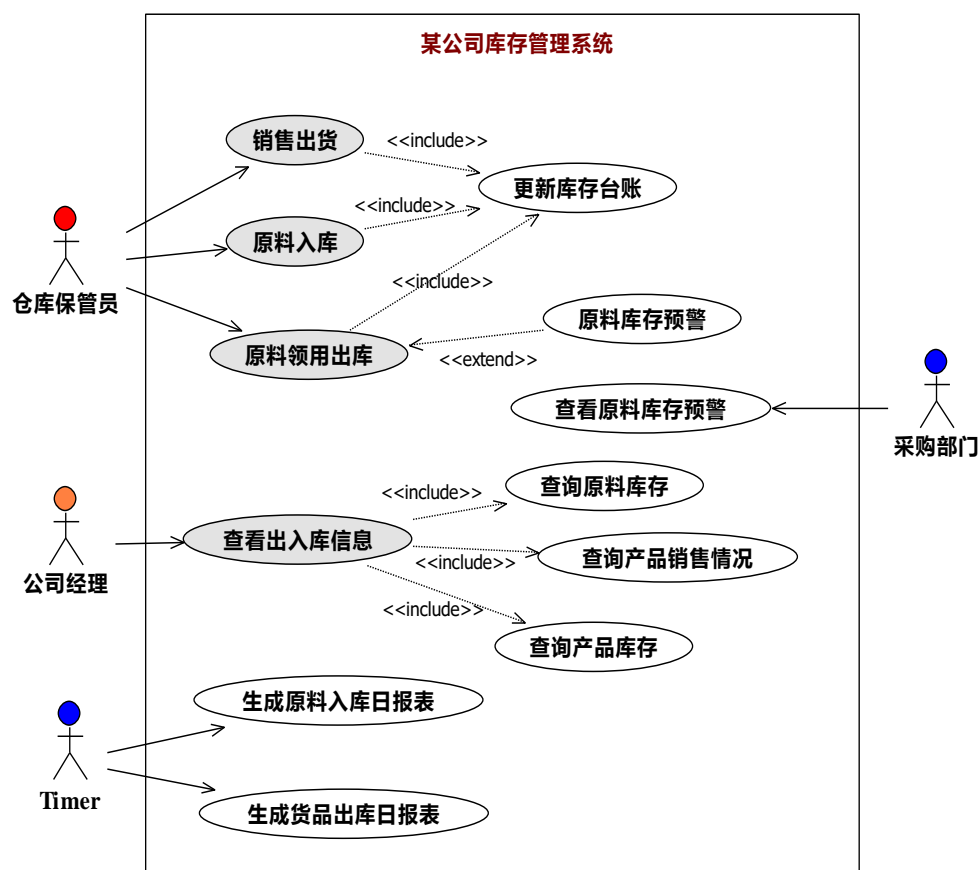 某公司库存管理系统
销售出货
<<include>>
更新库存台账
<<include>>
原料入库
仓库保管员
<<include>>
原料库存预警
原料领用出库
<<extend>>
查看原料库存预警
采购部门
查询原料库存
<<include>>
查看出入库信息
查询产品销售情况
<<include>>
公司经理
<<include>>
查询产品库存
生成原料入库日报表
Timer
生成货品出库日报表